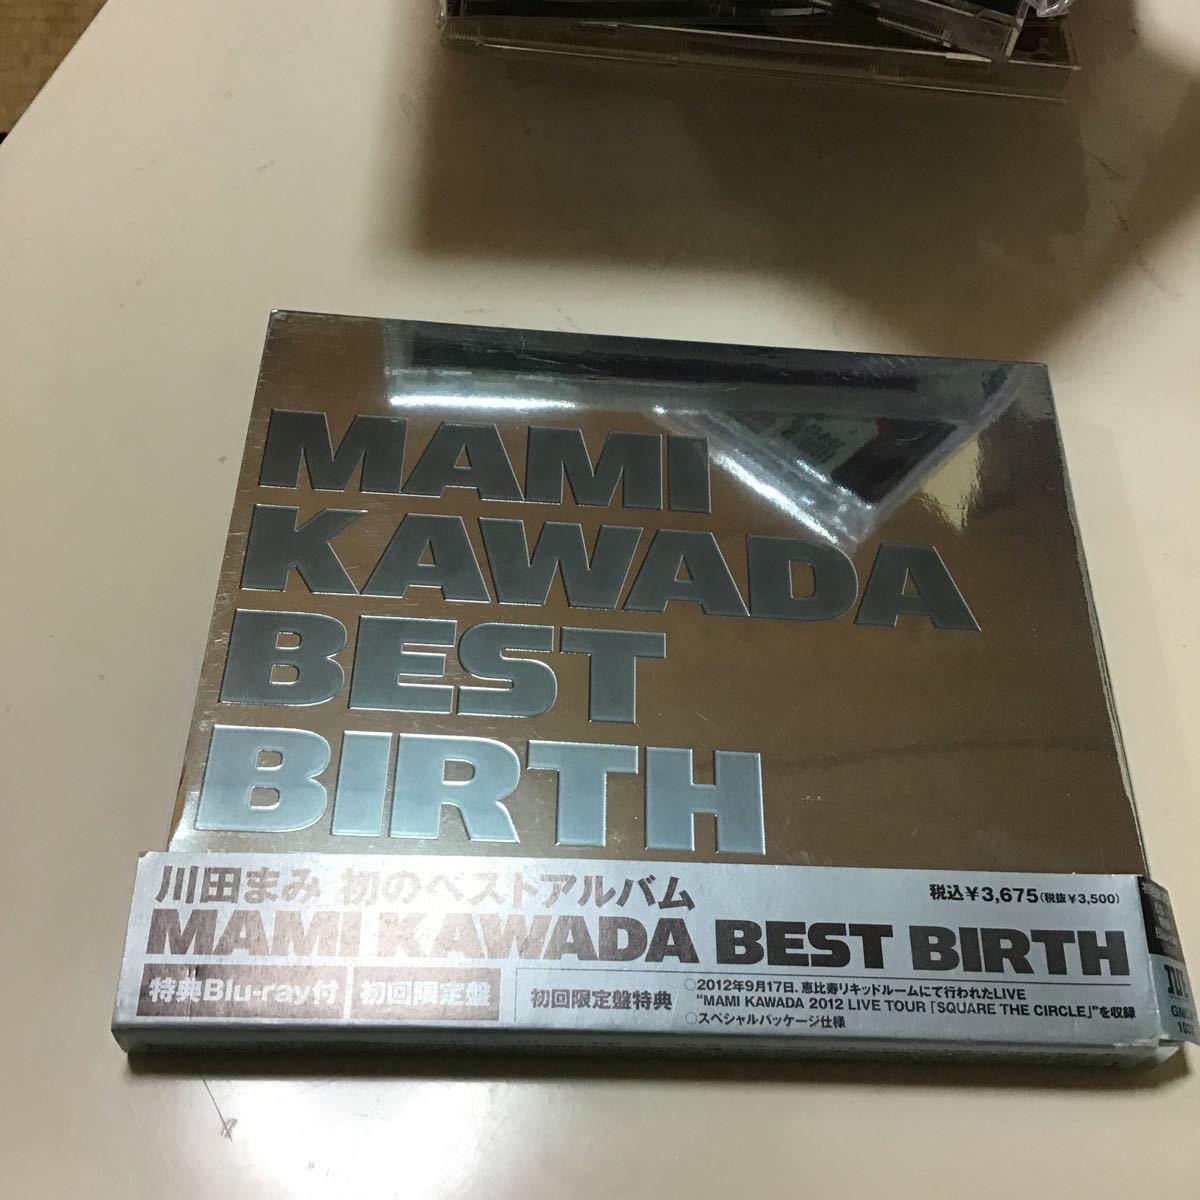 MAMI
KAWADA
BEST
BIRTH
川田まみ 初のベストアルバム
税込¥3,675(税抜¥3,500)
MAMI KAWADA BEST BIRTH
特典Blu-ray付
初回限定盤
初回限定盤特典
○2012年9月17日、恵比寿リキッドルームにて行われたLIVE
“MAMI KAWADA 2012 LIVE TOUR「SQUARE THE CIRCLE」”を収録
○スペシャルパッケージ仕様